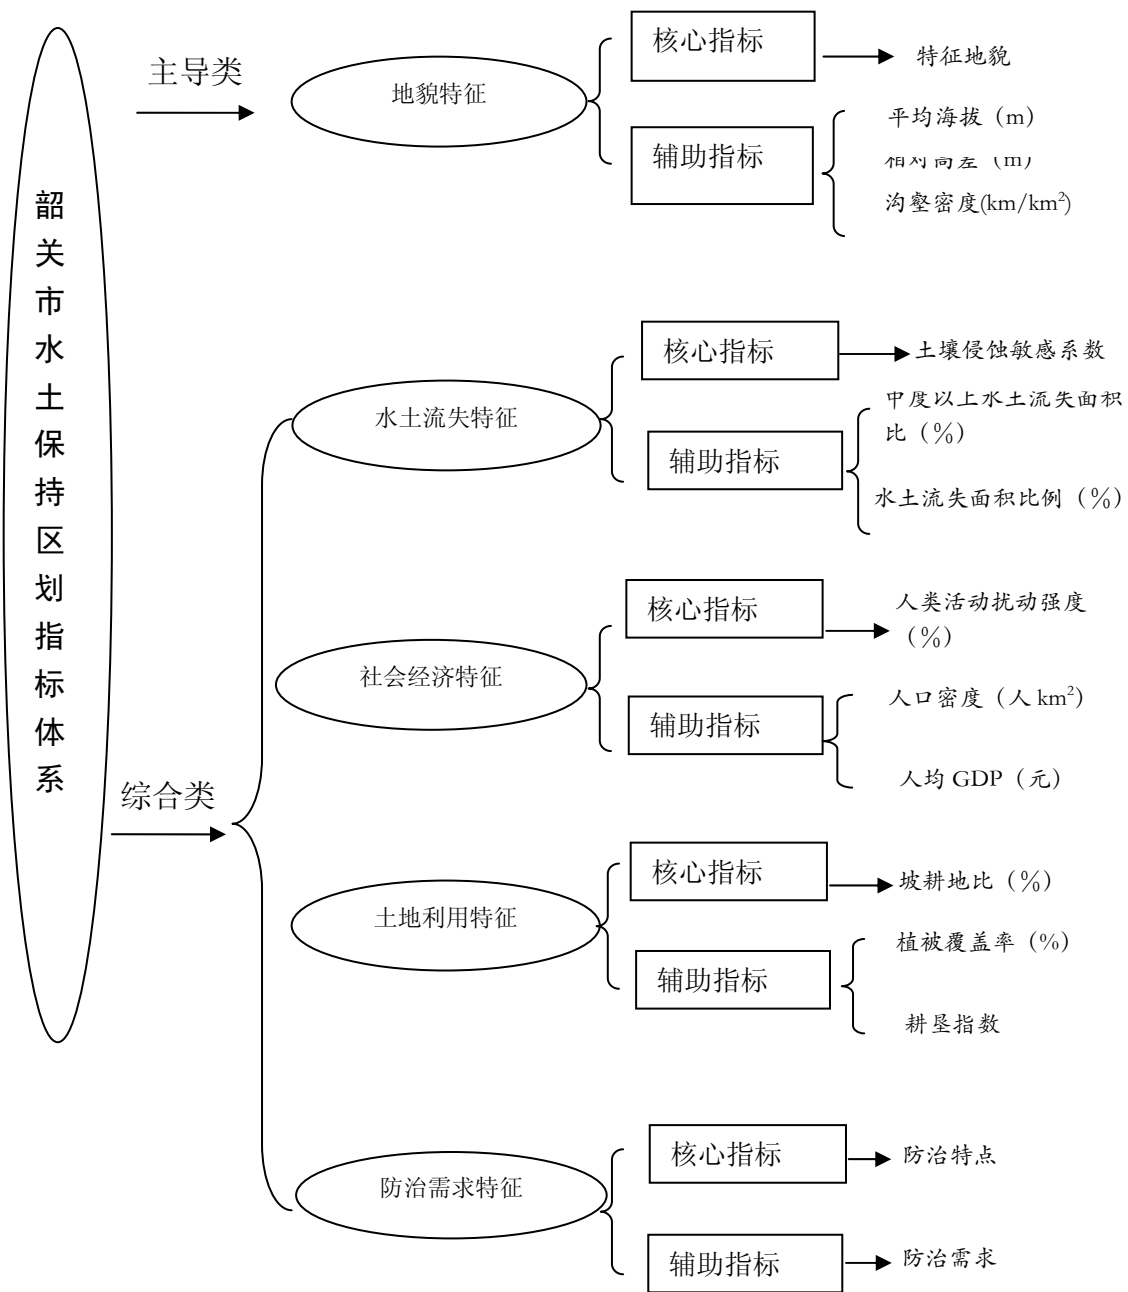 韶关市水土保持区划指标体系
主导类
地貌特征
核心指标
特征地貌
辅助指标
平均海拔（m）
相对高差（m）
沟壑密度(km/km²)
综合类
水土流失特征
核心指标
土壤侵蚀敏感系数
辅助指标
中度以上水土流失面积
比（%）
水土流失面积比例（%）
社会经济特征
核心指标
人类活动扰动强度
（%）
辅助指标
人口密度（人 km²）
人均 GDP（元）
土地利用特征
核心指标
坡耕地比（%）
辅助指标
植被覆盖率（%）
耕垦指数
防治需求特征
核心指标
防治特点
辅助指标
防治需求